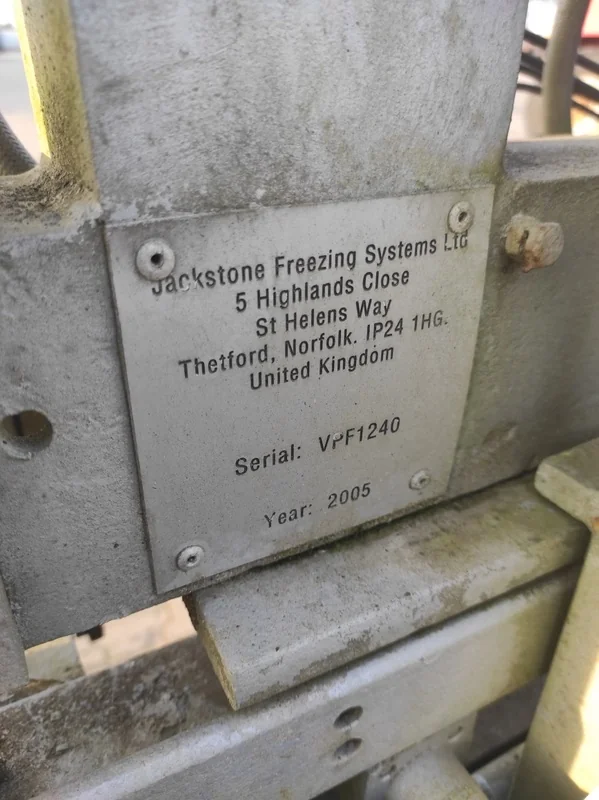 Jackstone Freezing Systems Ltd
5 Highlands Close
St Helens Way
Thetford, Norfolk. IP24 1HG.
United Kingdom
Serial: VPF1240
Year: 2005